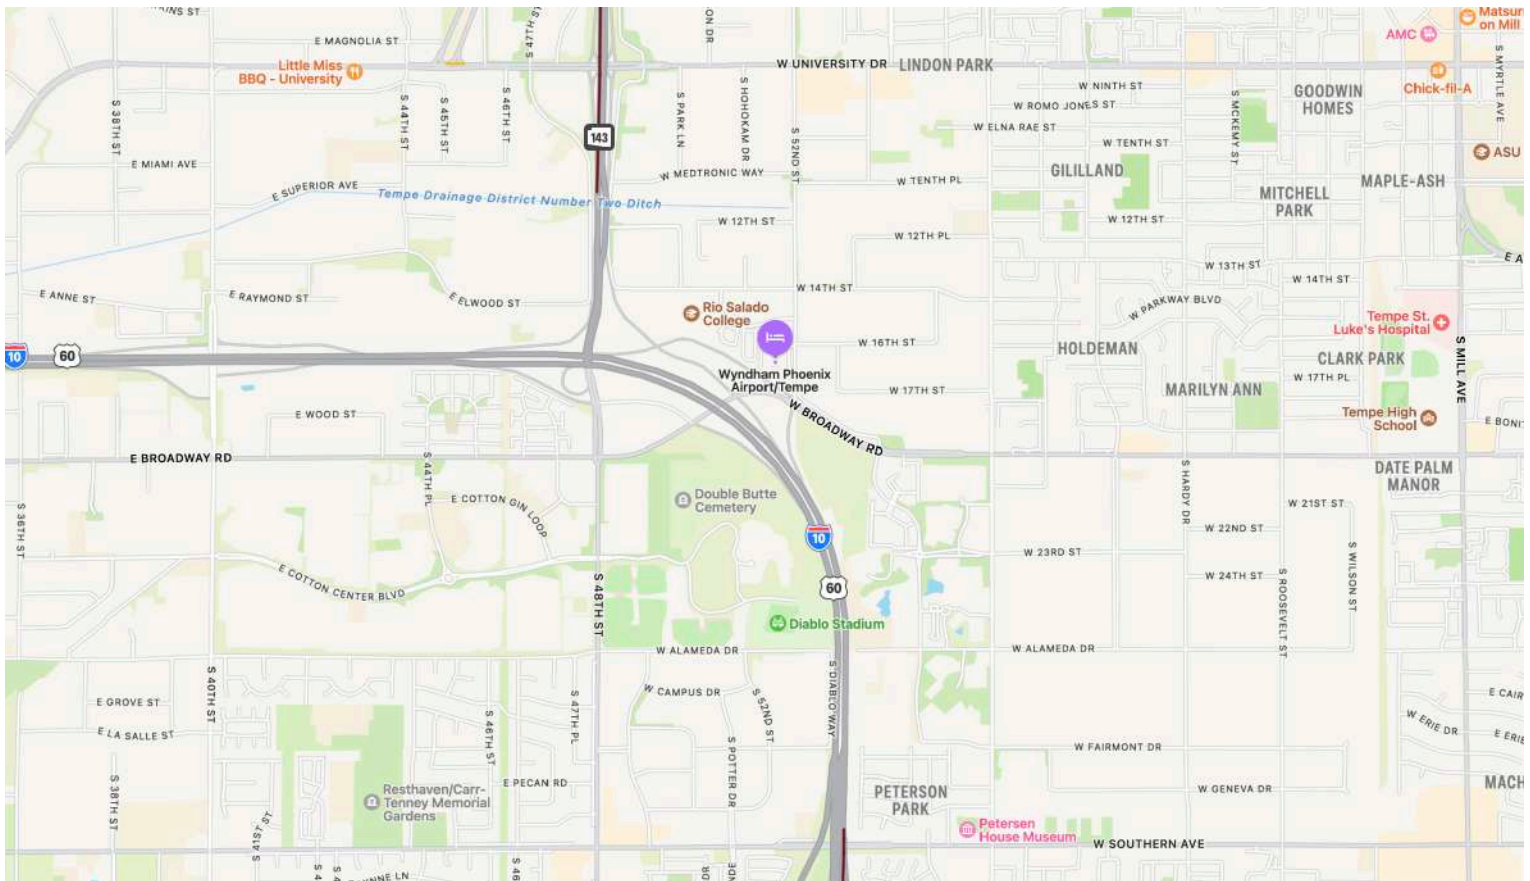 E MAGNOLIA ST
S 47TH ST
Matsuri
on Mill
AMC
Little Miss
BBQ - University
W UNIVERSITY DR
LINDON PARK
Chick-fil-A
S MYRTLE AVE
GOODWIN
HOMES
W NINTH ST
W ROMO JONES ST
W ELNA RAE ST
W TENTH ST
S MCKEMY ST
S 38TH ST
S 44TH ST
S 45TH ST
S 46TH ST
143
S PARK LN
S HOHOKAM DR
S 52ND ST
ASU
E MIAMI AVE
W MEDTRONIC WAY
W TENTH PL
GILILLAND
MAPLE-ASH
E SUPERIOR AVE
Tempe Drainage District Number Two Ditch
MITCHELL
PARK
W 12TH ST
W 12TH ST
W 12TH PL
W 13TH ST
W 14TH ST
E ANNE ST
E RAYMOND ST
E ELWOOD ST
W 14TH ST
W PARKWAY BLVD
Rio Salado
College
Tempe St.
Luke's Hospital
10
60
W 16TH ST
HOLDEMAN
CLARK PARK
S MILL AVE
Wyndham Phoenix
Airport/Tempe
W 17TH ST
MARILYN ANN
W 17TH PL
E WOOD ST
W BROADWAY RD
Tempe High
School
E BROADWAY RD
S 44TH PL
S HARDY DR
DATE PALM
MANOR
E COTTON GIN LOOP
Double Butte
Cemetery
W 21ST ST
S 36TH ST
10
W 22ND ST
W 23RD ST
S WILSON ST
E COTTON CENTER BLVD
S 48TH ST
60
W 24TH ST
S ROOSEVELT ST
Diablo Stadium
W ALAMEDA DR
W ALAMEDA DR
S 40TH ST
W CAMPUS DR
S 52ND ST
S DIABLO WAY
E GROVE ST
S 47TH PL
S 46TH ST
W ERIE DR
E LA SALLE ST
S POTTER DR
W FAIRMONT DR
S 38TH ST
E PECAN RD
Resthaven/Carr-
Tenney Memorial
Gardens
PETERSON
PARK
W GENEVA DR
S 41ST ST
Petersen
House Museum
W SOUTHERN AVE